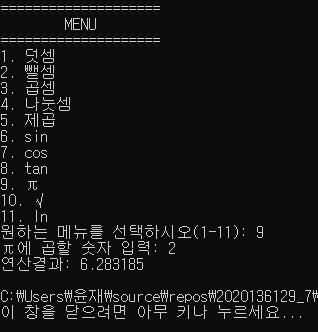 ====================
MENU
====================
1. 덧셈
2. 뺄셈
3. 곱셈
4. 나눗셈
5. 제곱
6. sin
7. cos
8. tan
9. π
10. √
11. ln
원하는 메뉴를 선택하시오(1-11): 9
π에 곱할 숫자 입력: 2
연산결과: 6.283185
C:₩Users₩윤재₩source₩repos₩2020136129_7₩
이 창을 닫으려면 아무 키나 누르세요...